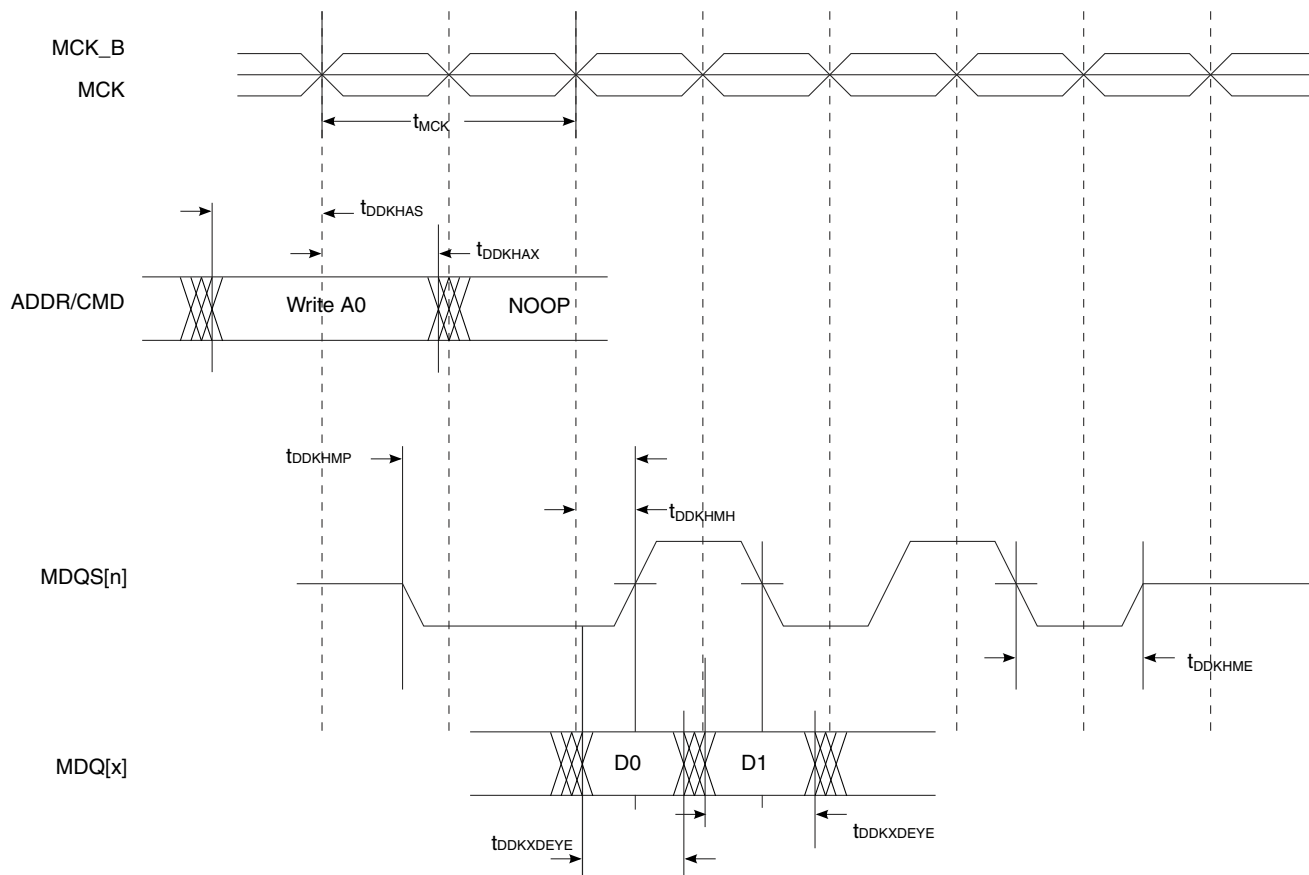 MCK_B
MCK
tMCK
tDDKHAS
tDDKHAX
ADDR/CMD
Write A0
NOOP
tDDKHMP
tDDKHMH
MDQS[n]
tDDKHME
MDQ[x]
D0
D1
tDDKXDEYE
tDDKXDEYE